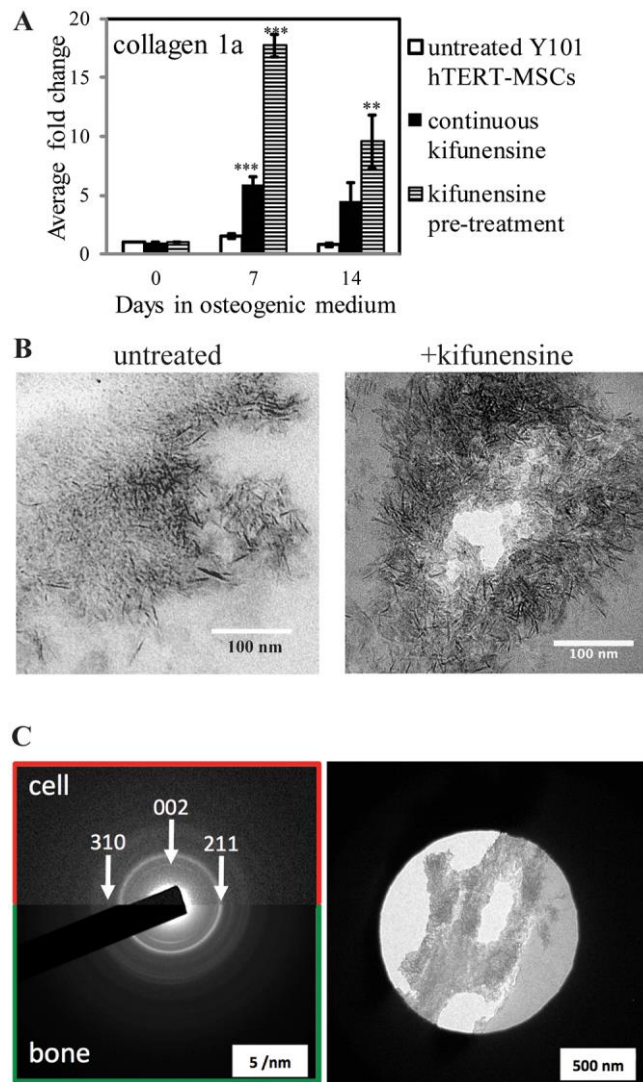 A
20
15
10
5
0
Average fold change
collagen 1a
***
***
**
0 7 14
Days in osteogenic medium
untreated Y101
hTERT-MSCs
continuous
kifunensine
kifunensine
pre-treatment
B
untreated
+kifunensine
100 nm
100 nm
C
cell
002
310
211
bone
5 /nm
500 nm